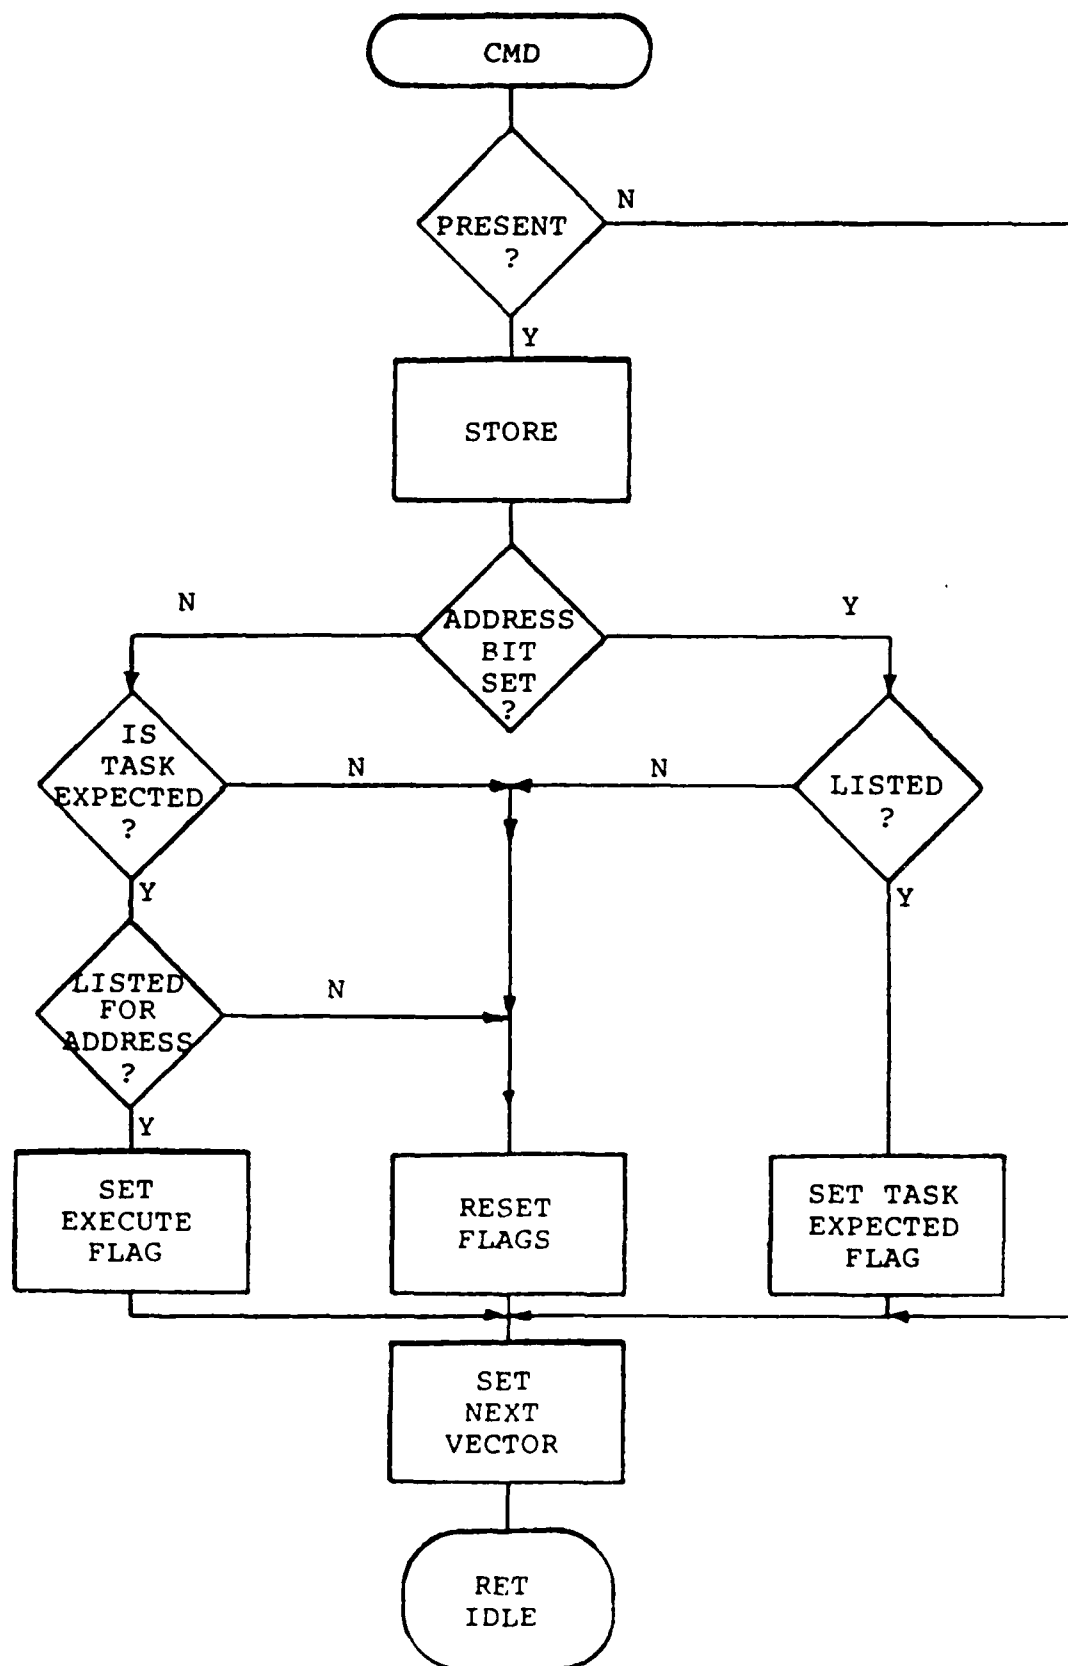 CMD
N
PRESENT
?
Y
STORE
N
Y
ADDRESS
BIT
SET
?
IS
TASK
EXPECTED
?
N
N
LISTED
?
Y
Y
LISTED
FOR
ADDRESS
?
N
Y
SET
EXECUTE
FLAG
RESET
FLAGS
SET TASK
EXPECTED
FLAG
SET
NEXT
VECTOR
RET
IDLE